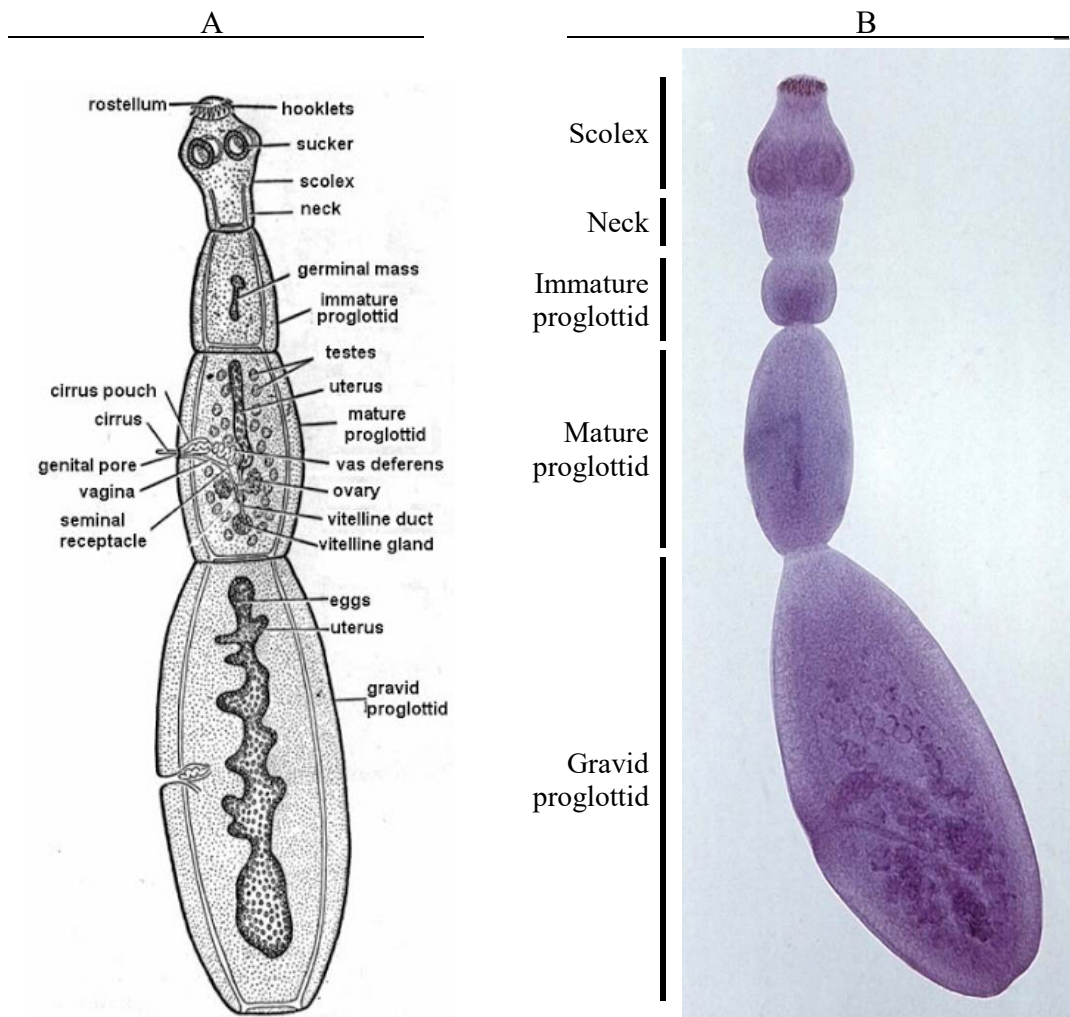 A
rostellum
hooklets
sucker
scolex
neck
germinal mass
immature
proglottid
testes
uterus
cirrus pouch
cirrus
mature
proglottid
genital pore
vas deferens
vagina
ovary
seminal
receptacle
vitelline duct
vitelline gland
eggs
uterus
gravid
proglottid
B
Scolex
Neck
Immature
proglottid
Mature
proglottid
Gravid
proglottid